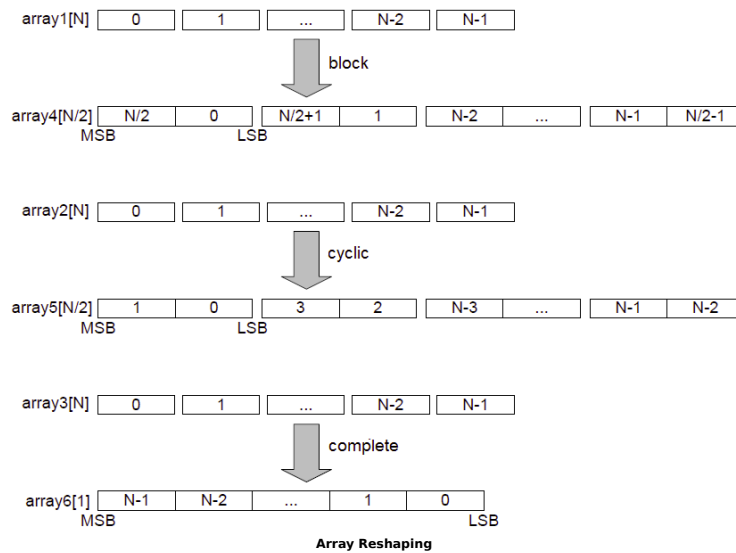 array1[N] 0 1 ... N-2 N-1
block
array4[N/2] N/2 0 N/2+1 1 N-2 ... N-1 N/2-1
MSB LSB
array2[N] 0 1 ... N-2 N-1
cyclic
array5[N/2] 1 0 3 2 N-3 ... N-1 N-2
MSB LSB
array3[N] 0 1 ... N-2 N-1
complete
array6[1] N-1 N-2 ... 1 0
MSB LSB
Array Reshaping